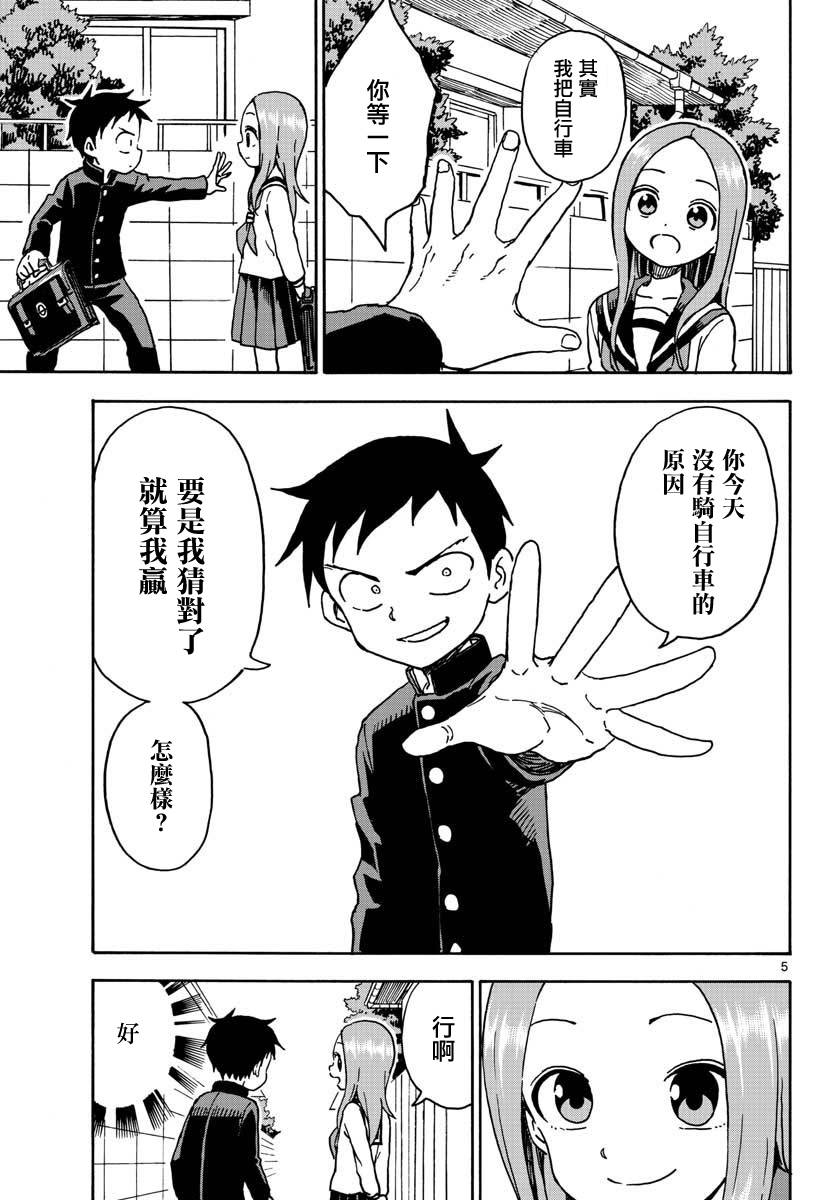 其實
我把自行車
你等一下
你今天
沒有騎自行車的
原因
要是我猜對了
就算我贏
怎麼樣？
5
行啊
好